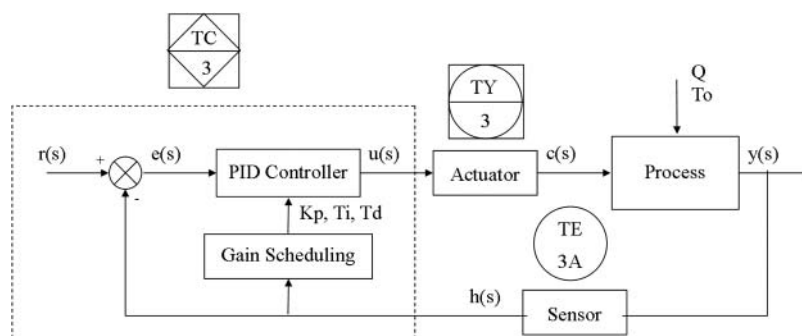 TC
3
TY
3
Q
To
r(s)
+
e(s)
PID Controller
u(s)
Actuator
c(s)
Process
y(s)
-
Kp, Ti, Td
TE
3A
Gain Scheduling
h(s)
Sensor